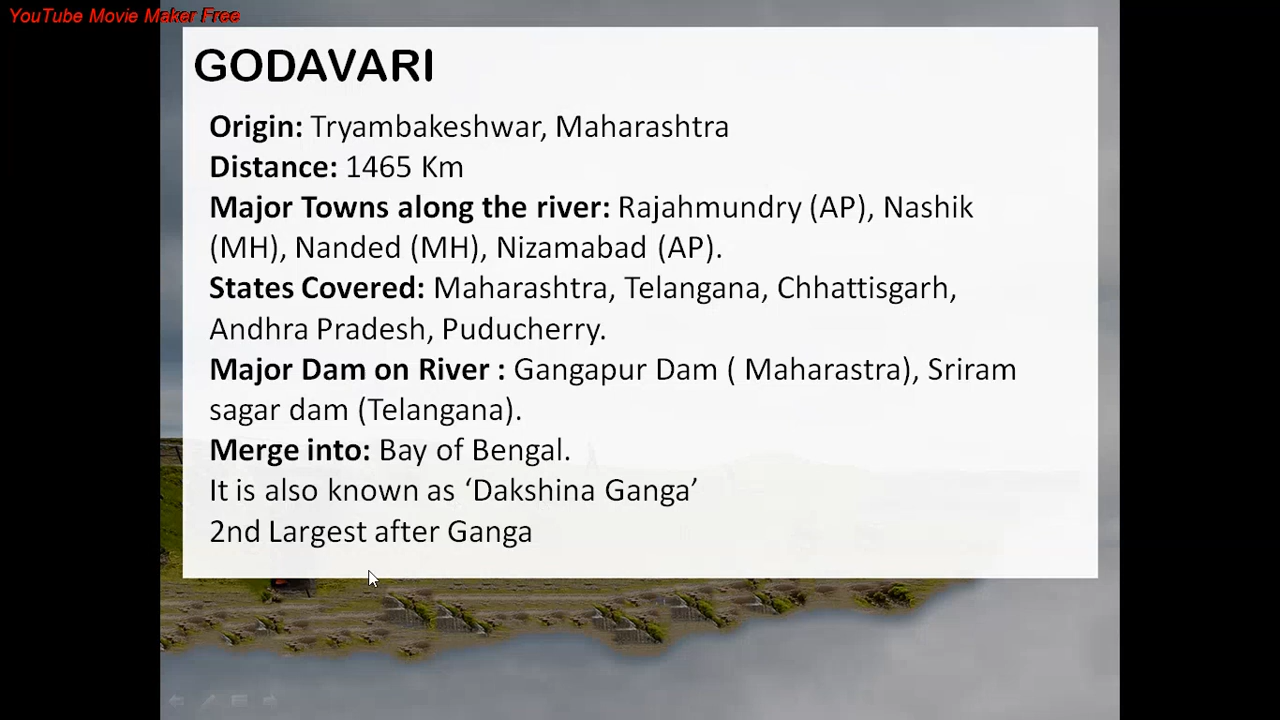 YouTube Movie Maker Free
GODAVARI
Origin: Tryambakeshwar, Maharashtra
Distance: 1465 Km
Major Towns along the river: Rajahmundry (AP), Nashik
(MH), Nanded (MH), Nizamabad (AP).
States Covered: Maharashtra, Telangana, Chhattisgarh,
Andhra Pradesh, Puducherry.
Major Dam on River : Gangapur Dam ( Maharastra), Sriram
sagar dam (Telangana).
Merge into: Bay of Bengal.
It is also known as ‘Dakshina Ganga’
2nd Largest after Ganga